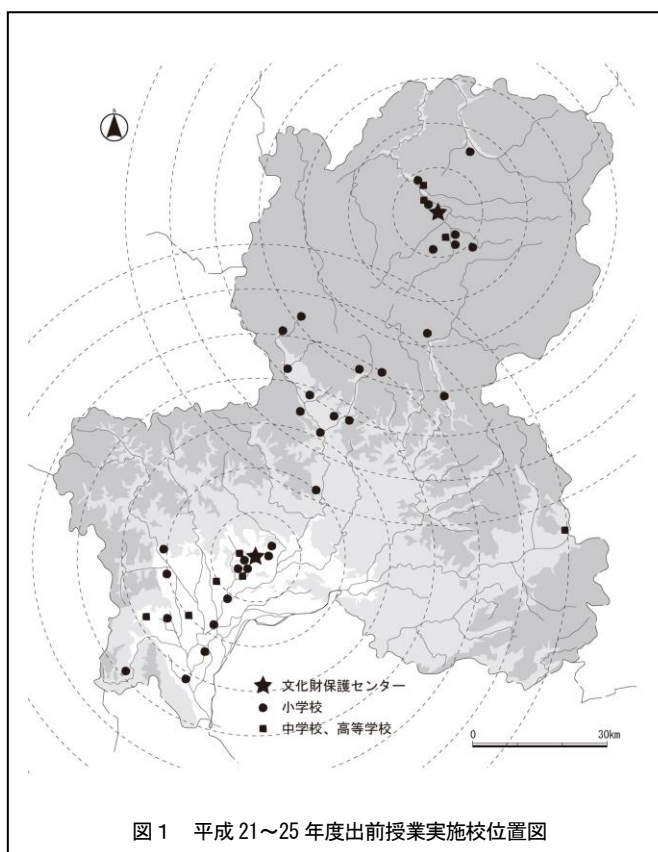 文化財保護センター
小学校
中学校、高等学校
0 30km
図1 平成21～25年度出前授業実施校位置図